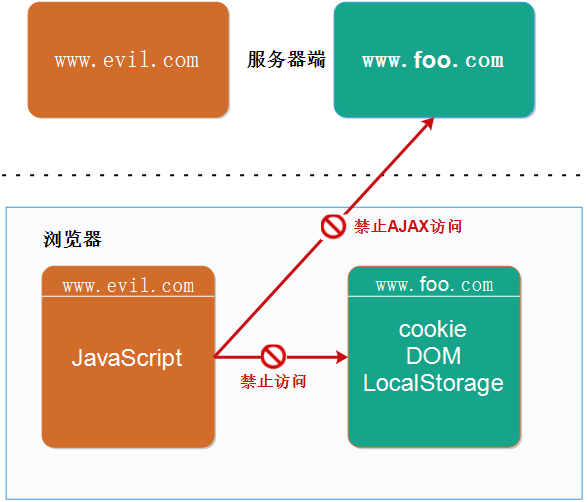 www.evil.com
服务器端
www.foo.com
禁止AJAX访问
浏览器
www.evil.com
www.foo.com
JavaScript
cookie
DOM
LocalStorage
禁止访问